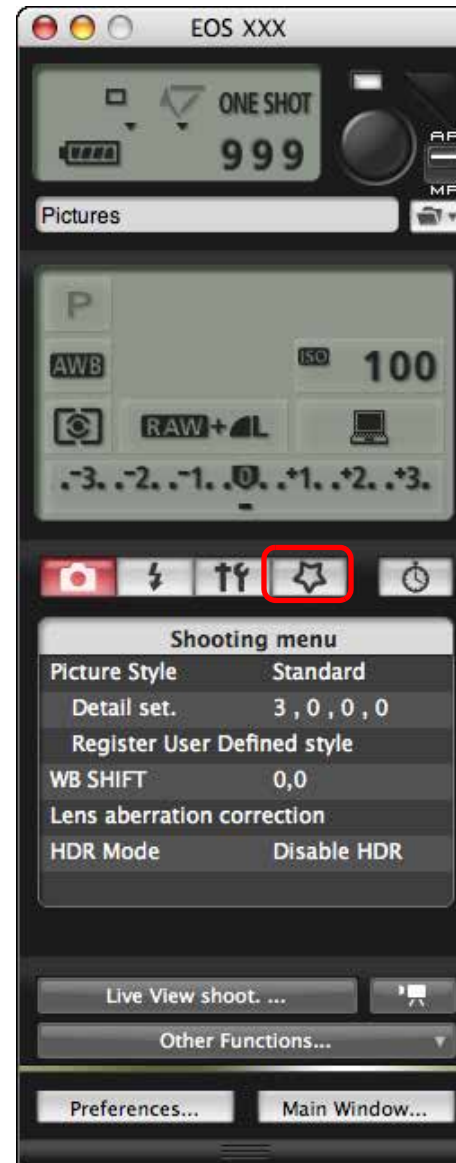 EOS XXX
ONE SHOT
999
AF
MF
Pictures
P
AWB
ISO 100
RAW+L
.-3. .-2. .-1. .0. .+1. .+2. .+3.
Shooting menu
Picture Style Standard
Detail set. 3 , 0 , 0 , 0
Register User Defined style
WB SHIFT 0,0
Lens aberration correction
HDR Mode Disable HDR
Live View shoot. ...
Other Functions...
Preferences... Main Window...